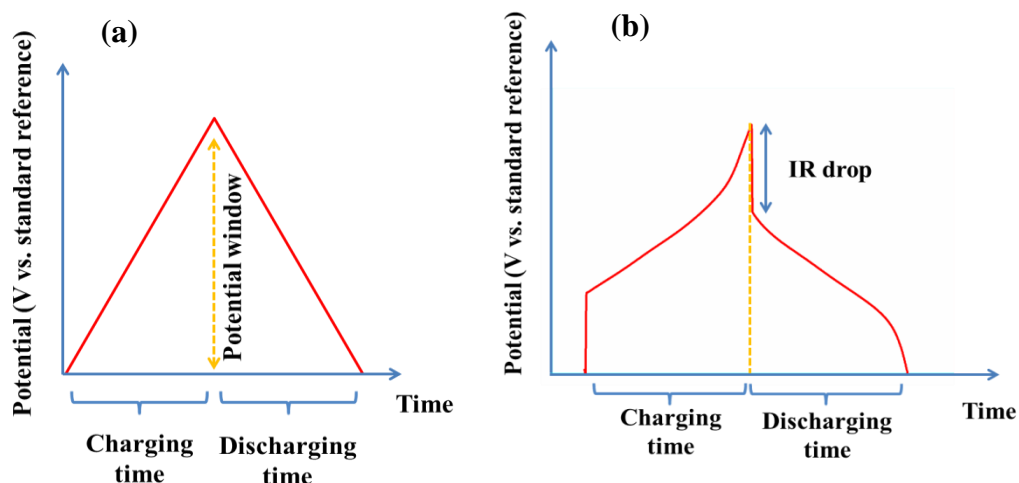 (a)
Potential (V vs. standard reference)
Potential window
Time
Charging
time
Discharging
time
(b)
Potential (V vs. standard reference)
IR drop
Time
Charging
time
Discharging
time